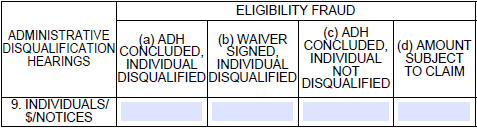 ELIGIBILITY FRAUD
ADMINISTRATIVE
DISQUALIFICATION
HEARINGS
(a) ADH
CONCLUDED,
INDIVIDUAL
DISQUALIFIED
(b) WAIVER
SIGNED,
INDIVIDUAL
DISQUALIFIED
(c) ADH
CONCLUDED,
INDIVIDUAL
NOT
DISQUALIFIED
(d) AMOUNT
SUBJECT
TO CLAIM
9. INDIVIDUALS/
$/NOTICES